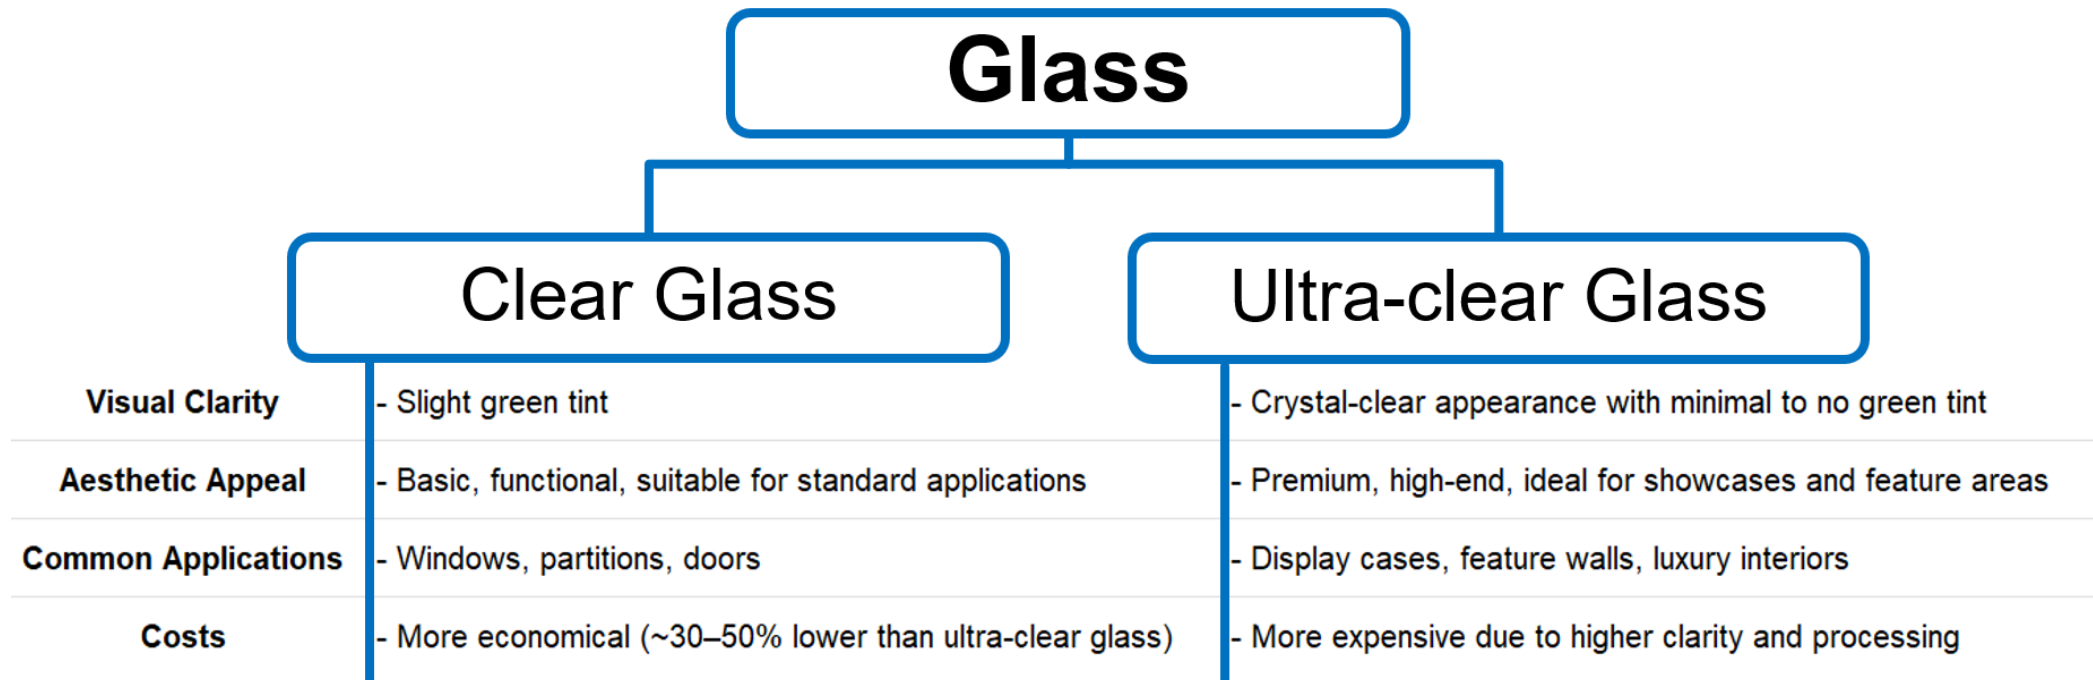 Glass
Clear Glass
Ultra-clear Glass
Visual Clarity
- Slight green tint
- Crystal-clear appearance with minimal to no green tint
Aesthetic Appeal
- Basic, functional, suitable for standard applications
- Premium, high-end, ideal for showcases and feature areas
Common Applications
- Windows, partitions, doors
- Display cases, feature walls, luxury interiors
Costs
- More economical (~30–50% lower than ultra-clear glass)
- More expensive due to higher clarity and processing